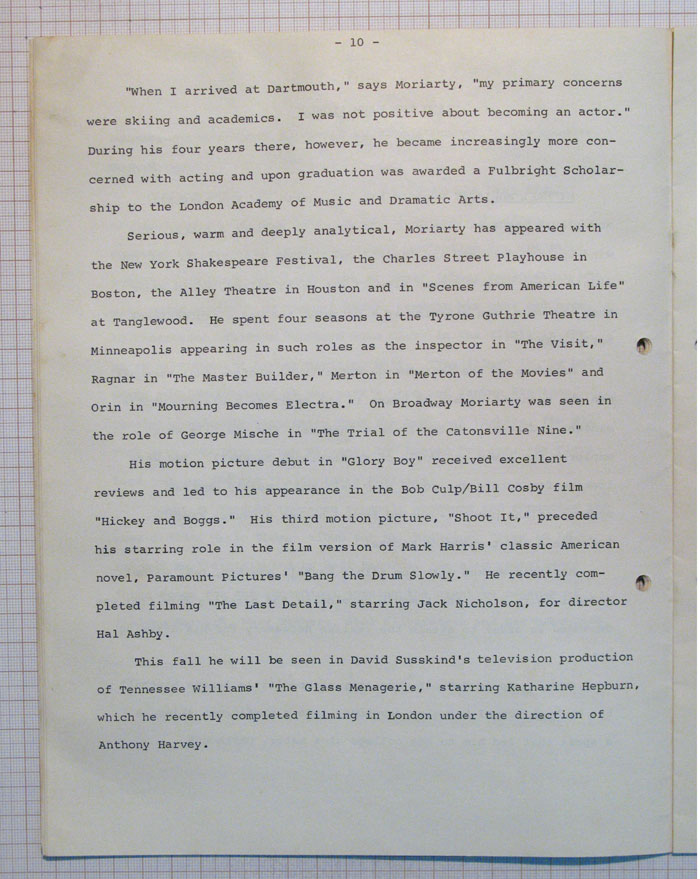 - 10 -
"When I arrived at Dartmouth," says Moriarty, "my primary concerns
were skiing and academics. I was not positive about becoming an actor."
During his four years there, however, he became increasingly more con-
cerned with acting and upon graduation was awarded a Fulbright Scholar-
ship to the London Academy of Music and Dramatic Arts.
Serious, warm and deeply analytical, Moriarty has appeared with
the New York Shakespeare Festival, the Charles Street Playhouse in
Boston, the Alley Theatre in Houston and in "Scenes from American Life"
at Tanglewood. He spent four seasons at the Tyrone Guthrie Theatre in
Minneapolis appearing in such roles as the inspector in "The Visit,"
Ragnar in "The Master Builder," Merton in "Merton of the Movies" and
Orin in "Mourning Becomes Electra." On Broadway Moriarty was seen in
the role of George Mische in "The Trial of the Catonsville Nine."
His motion picture debut in "Glory Boy" received excellent
reviews and led to his appearance in the Bob Culp/Bill Cosby film
"Hickey and Boggs." His third motion picture, "Shoot It," preceded
his starring role in the film version of Mark Harris' classic American
novel, Paramount Pictures' "Bang the Drum Slowly." He recently com-
pleted filming "The Last Detail," starring Jack Nicholson, for director
Hal Ashby.
This fall he will be seen in David Susskind's television production
of Tennessee Williams' "The Glass Menagerie," starring Katharine Hepburn,
which he recently completed filming in London under the direction of
Anthony Harvey.